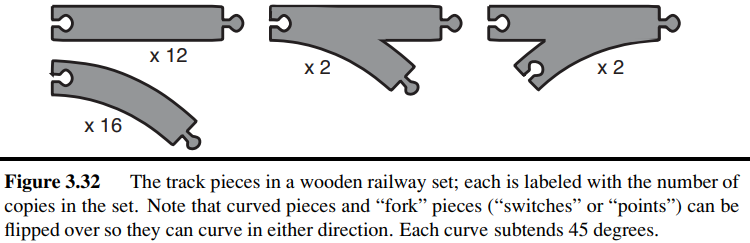 x 12
x 2
x 2
x 16
Figure 3.32 The track pieces in a wooden railway set; each is labeled with the number of
copies in the set. Note that curved pieces and “fork” pieces (“switches” or “points”) can be
flipped over so they can curve in either direction. Each curve subtends 45 degrees.